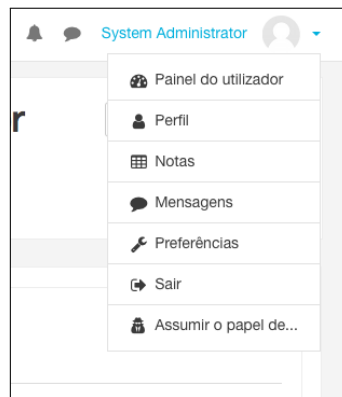 System Administrator
Painel do utilizador
r
Perfil
Notas
Mensagens
Preferências
Sair
Assumir o papel de...